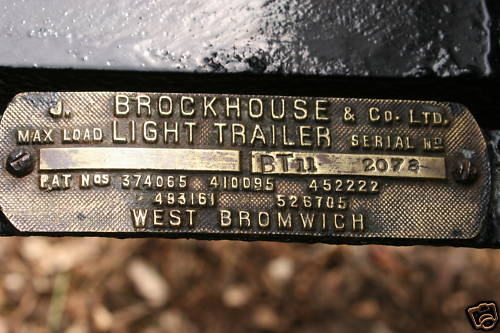 J. BROCKHOUSE & CO. LTD.
MAX LOAD LIGHT TRAILER SERIAL NO
BT11 2078
PAT NOS 374065 410095 452222
493161 526705
WEST BROMWICH